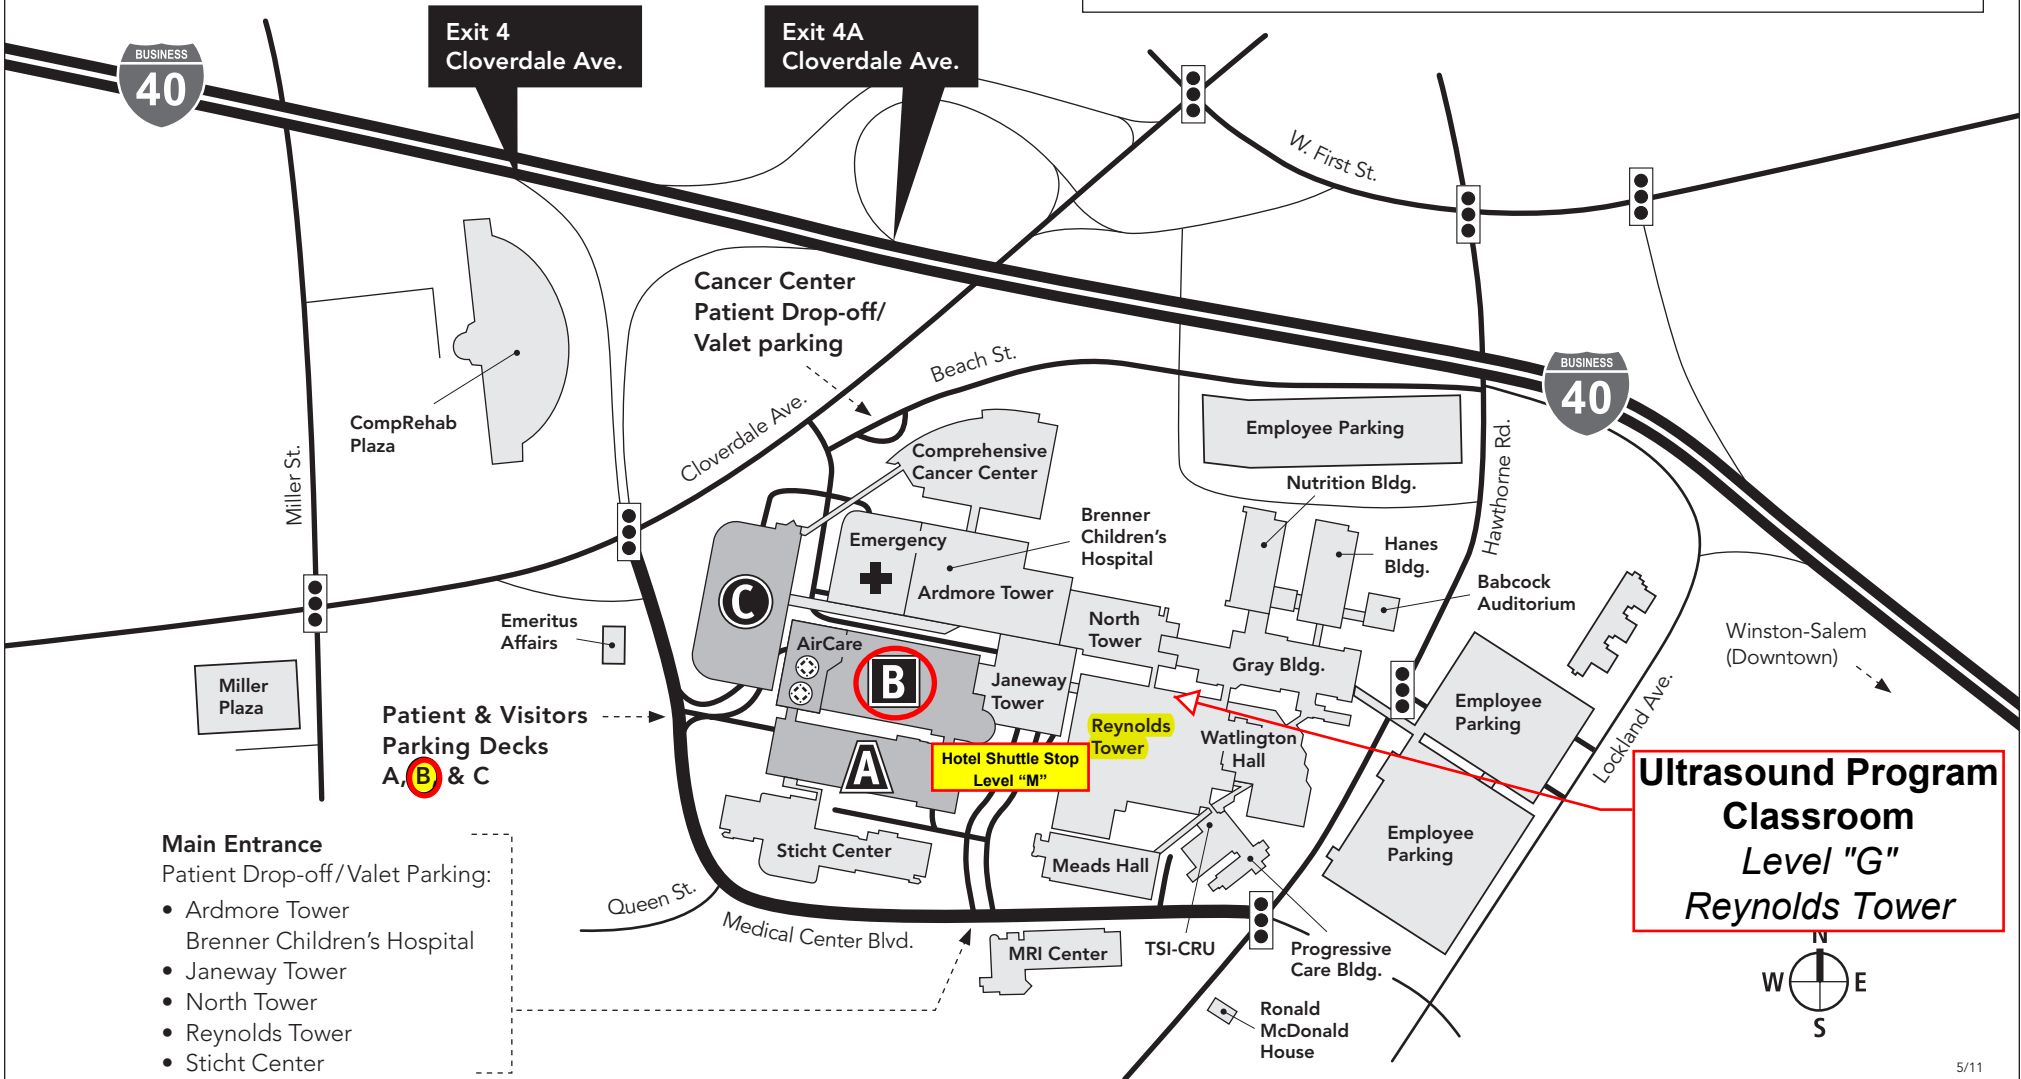 Exit 4
Cloverdale Ave.
Exit 4A
Cloverdale Ave.
BUSINESS
40
W. First St.
Cancer Center
Patient Drop-off/
Valet parking
Beach St.
BUSINESS
40
CompRehab
Plaza
Cloverdale Ave.
Miller St.
Employee Parking
Comprehensive
Cancer Center
Nutrition Bldg.
Hawthorne Rd.
Brenner
Children's
Hospital
Emergency
Hanes
Bldg.
Babcock
Auditorium
C
Ardmore Tower
Emeritus
Affairs
North
Tower
AirCare
B
Gray Bldg.
Winston-Salem
(Downtown)
Miller
Plaza
Janeway
Tower
Employee
Parking
Lockland Ave.
Patient & Visitors
Parking Decks
A, B, & C
Reynolds
Tower
Watlington
Hall
A
Hotel Shuttle Stop
Level “M”
Ultrasound Program
Classroom
Level "G"
Reynolds Tower
Employee
Parking
Main Entrance
Patient Drop-off/Valet Parking:
• Ardmore Tower
Brenner Children's Hospital
• Janeway Tower
• North Tower
• Reynolds Tower
• Sticht Center
Sticht Center
Meads Hall
Queen St.
Medical Center Blvd.
MRI Center
TSI-CRU
Progressive
Care Bldg.
Ronald
McDonald
House
N
W E
S
5/11